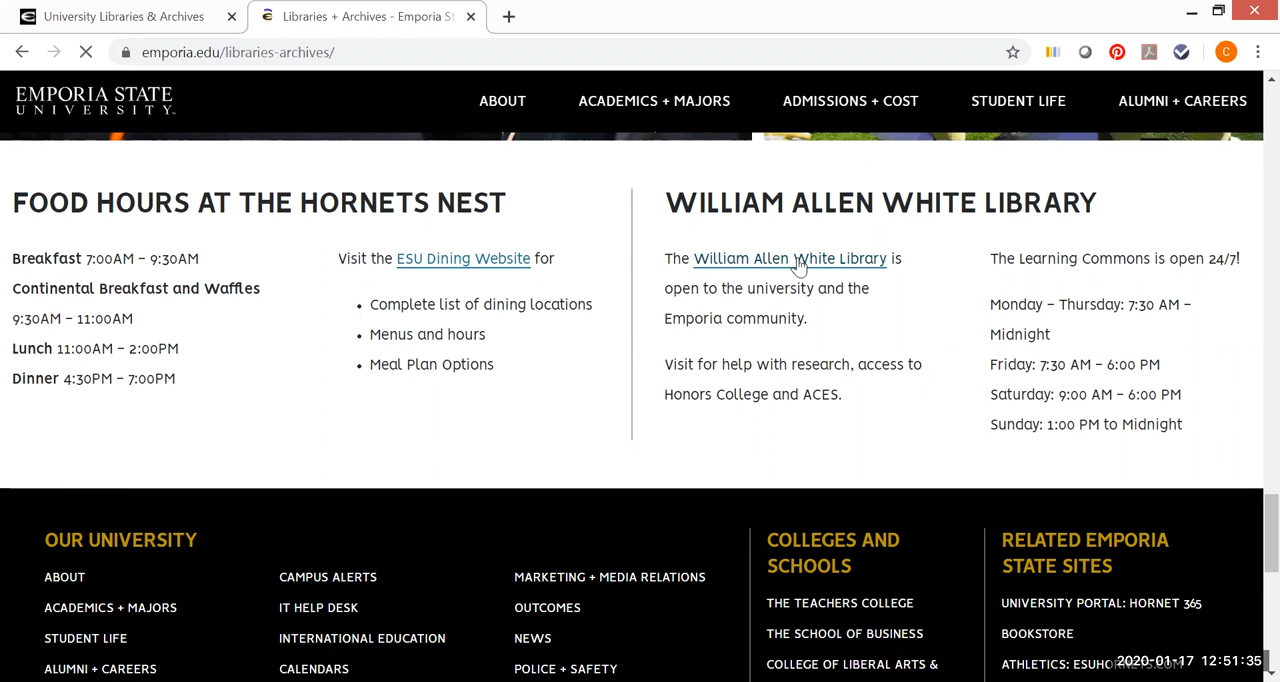 University Libraries & Archives
Libraries + Archives - Emporia St
emporia.edu/libraries-archives/
C
EMPORIA STATE
UNIVERSITY
ABOUT
ACADEMICS + MAJORS
ADMISSIONS + COST
STUDENT LIFE
ALUMNI + CAREERS
FOOD HOURS AT THE HORNETS NEST
Breakfast 7:00AM – 9:30AM
Continental Breakfast and Waffles
9:30AM – 11:00AM
Lunch 11:00AM – 2:00PM
Dinner 4:30PM – 7:00PM
Visit the ESU Dining Website for
• Complete list of dining locations
• Menus and hours
• Meal Plan Options
WILLIAM ALLEN WHITE LIBRARY
The William Allen White Library is
open to the university and the
Emporia community.
Visit for help with research, access to
Honors College and ACES.
The Learning Commons is open 24/7!
Monday – Thursday: 7:30 AM –
Midnight
Friday: 7:30 AM – 6:00 PM
Saturday: 9:00 AM – 6:00 PM
Sunday: 1:00 PM to Midnight
OUR UNIVERSITY
ABOUT
ACADEMICS + MAJORS
STUDENT LIFE
ALUMNI + CAREERS
CAMPUS ALERTS
IT HELP DESK
INTERNATIONAL EDUCATION
CALENDARS
MARKETING + MEDIA RELATIONS
OUTCOMES
NEWS
POLICE + SAFETY
COLLEGES AND
SCHOOLS
THE TEACHERS COLLEGE
THE SCHOOL OF BUSINESS
COLLEGE OF LIBERAL ARTS &
RELATED EMPORIA
STATE SITES
UNIVERSITY PORTAL: HORNET 365
BOOKSTORE
ATHLETICS: ESUHORNETS.COM
2020-01-17 12:51:35